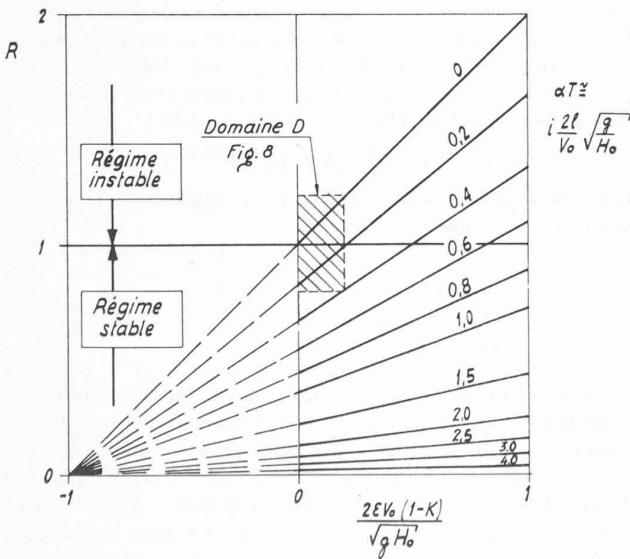 2
R
0
αT ≅
i 2l/V₀ √g/H₀
0,2
Domaine D
Fig. 8
Régime
instable
0,4
1
0,6
0,8
Régime
stable
1,0
1,5
2.0
2,5
3.0
4.0
0
-1
0
1
2εV₀ (1-K)
√g H₀